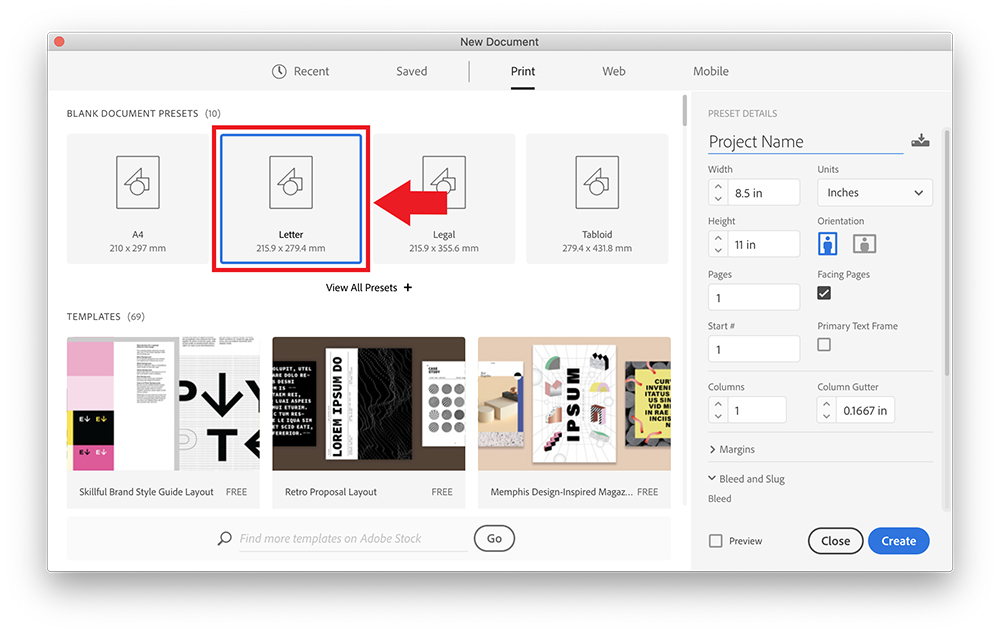 New Document
Recent Saved Print Web Mobile
BLANK DOCUMENT PRESETS (10)
A4
210 x 297 mm
Letter
215.9 x 279.4 mm
Legal
215.9 x 355.6 mm
Tabloid
279.4 x 431.8 mm
View All Presets +
TEMPLATES (69)
LOREM IPSUM DO
CASE STUDY
IPSUM
Skillful Brand Style Guide Layout FREE
Retro Proposal Layout FREE
Memphis Design-Inspired Magaz... FREE
Find more templates on Adobe Stock Go
PRESET DETAILS
Project Name
Width Units
8.5 in Inches
Height Orientation
11 in
Pages Facing Pages
1
Start # Primary Text Frame
1
Columns Column Gutter
1 0.1667 in
Margins
Bleed and Slug
Bleed
Preview Close Create